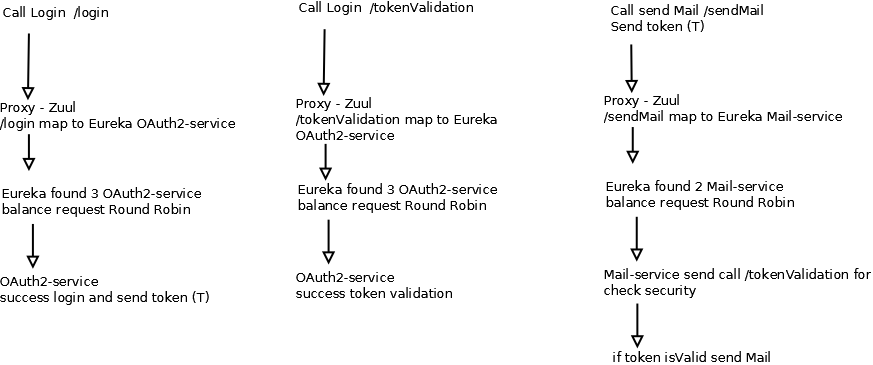 Call Login  /login
Proxy - Zuul
/login map to Eureka OAuth2-service
Eureka found 3 OAuth2-service
balance request Round Robin
OAuth2-service
success login and send token (T)
Call Login  /tokenValidation
Proxy - Zuul
/tokenValidation map to Eureka
OAuth2-service
Eureka found 3 OAuth2-service
balance request Round Robin
OAuth2-service
success token validation
Call send Mail /sendMail
Send token (T)
Proxy - Zuul
/sendMail map to Eureka Mail-service
Eureka found 2 Mail-service
balance request Round Robin
Mail-service send call /tokenValidation for
check security
if token isValid send Mail